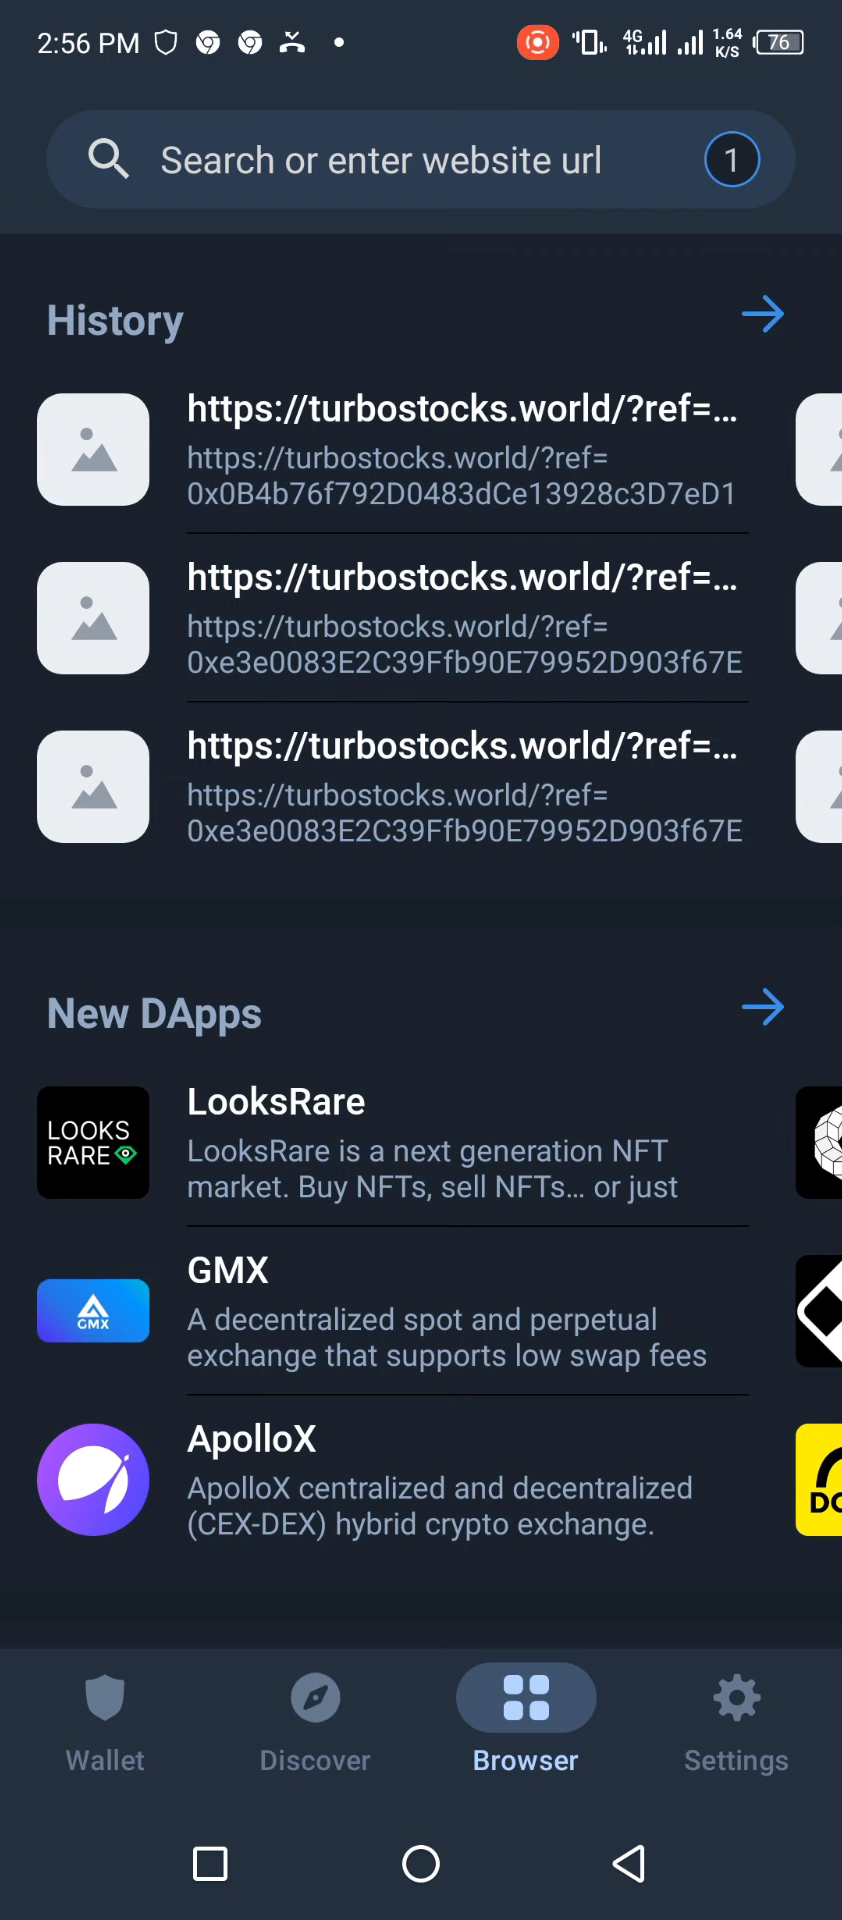 2:56 PM
4G
1.64
K/S
76
Search or enter website url
1
History
https://turbostocks.world/?ref=...
https://turbostocks.world/?ref=
0x0B4b76f792D0483dCe13928c3D7eD1
https://turbostocks.world/?ref=...
https://turbostocks.world/?ref=
0xe3e0083E2C39Ffb90E79952D903f67E
https://turbostocks.world/?ref=...
https://turbostocks.world/?ref=
0xe3e0083E2C39Ffb90E79952D903f67E
New DApps
LOOKS
RARE
LooksRare
LooksRare is a next generation NFT
market. Buy NFTs, sell NFTs... or just
GMX
GMX
A decentralized spot and perpetual
exchange that supports low swap fees
ApolloX
ApolloX centralized and decentralized
(CEX-DEX) hybrid crypto exchange.
Wallet
Discover
Browser
Settings